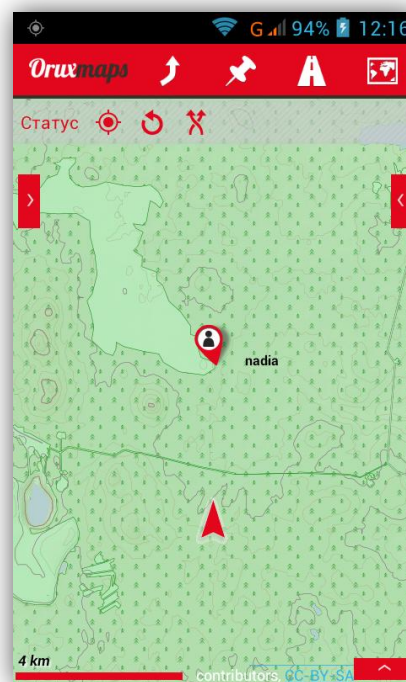 G 94% 12:16
Oruxmaps
Статус
nadia
4 km
contributors, CC-BY-SA